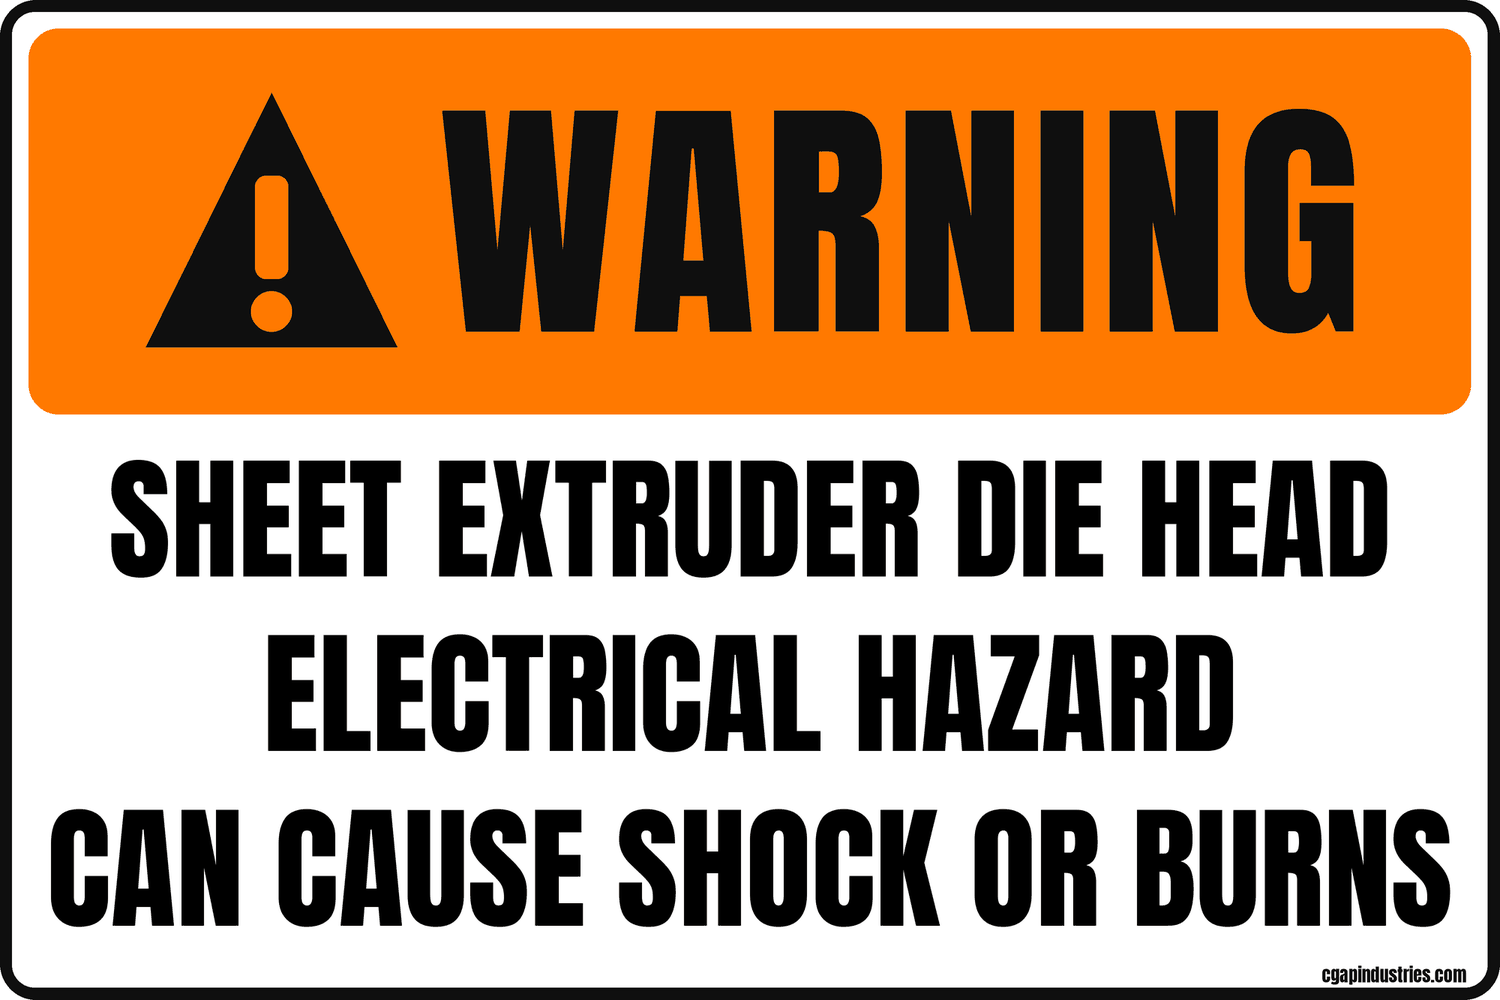 WARNING
SHEET EXTRUDER DIE HEAD
ELECTRICAL HAZARD
CAN CAUSE SHOCK OR BURNS
cgapindustries.com